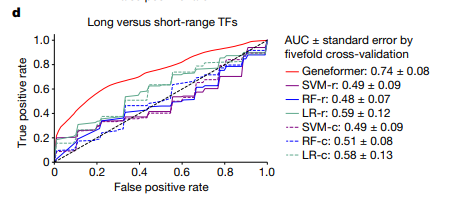 d
Long versus short-range TFs
1.0
0.8
0.6
0.4
0.2
0
0
0.2
0.4
0.6
0.8
1.0
True positive rate
False positive rate
AUC ± standard error by
fivefold cross-validation
Geneformer: 0.74 ± 0.08
SVM-r: 0.49 ± 0.09
RF-r: 0.48 ± 0.07
LR-r: 0.59 ± 0.12
SVM-c: 0.49 ± 0.09
RF-c: 0.51 ± 0.08
LR-c: 0.58 ± 0.13